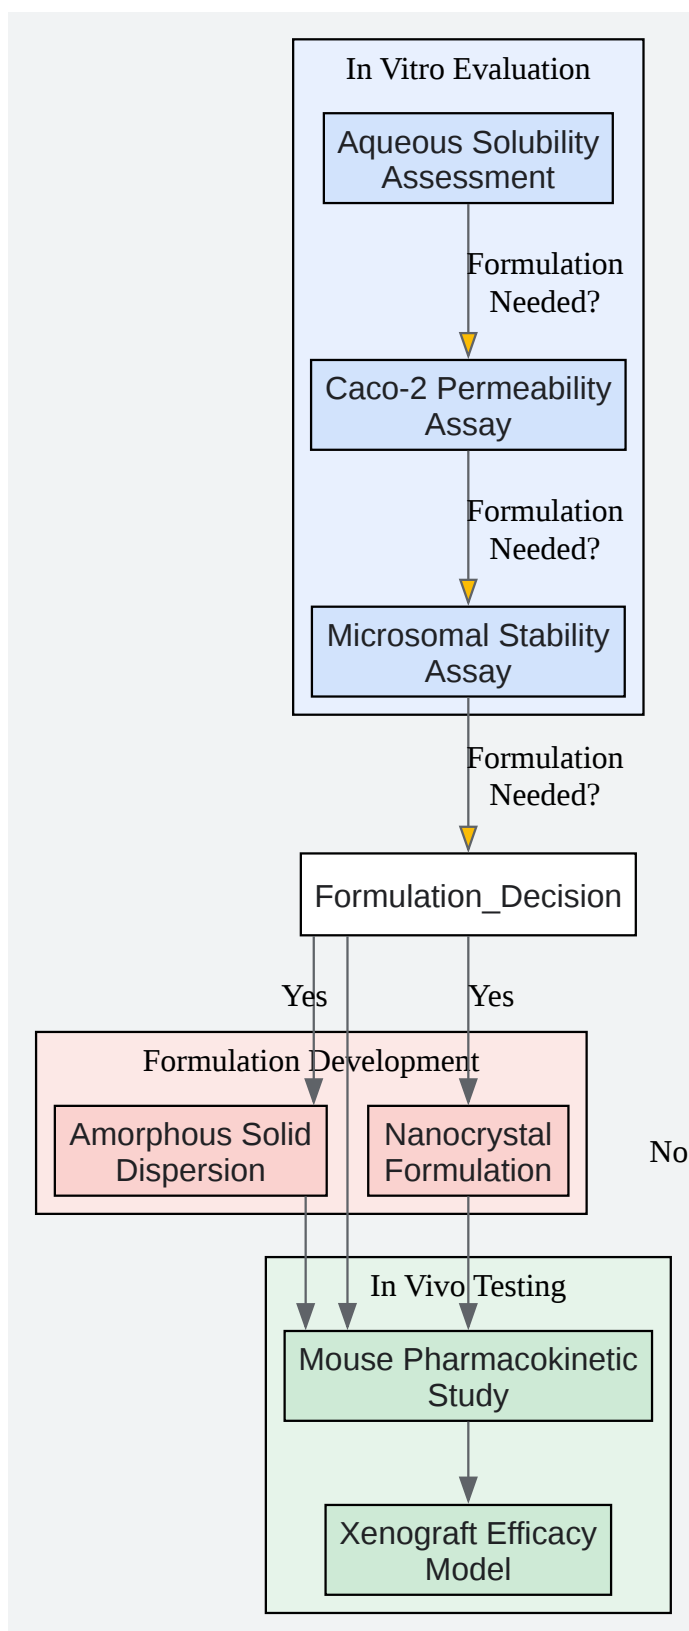 In Vitro Evaluation
Aqueous Solubility
Assessment
Formulation
Needed?
Caco-2 Permeability
Assay
Formulation
Needed?
Microsomal Stability
Assay
Formulation
Needed?
Formulation_Decision
Yes
Yes
Formulation Development
Amorphous Solid
Dispersion
Nanocrystal
Formulation
No
In Vivo Testing
Mouse Pharmacokinetic
Study
Xenograft Efficacy
Model